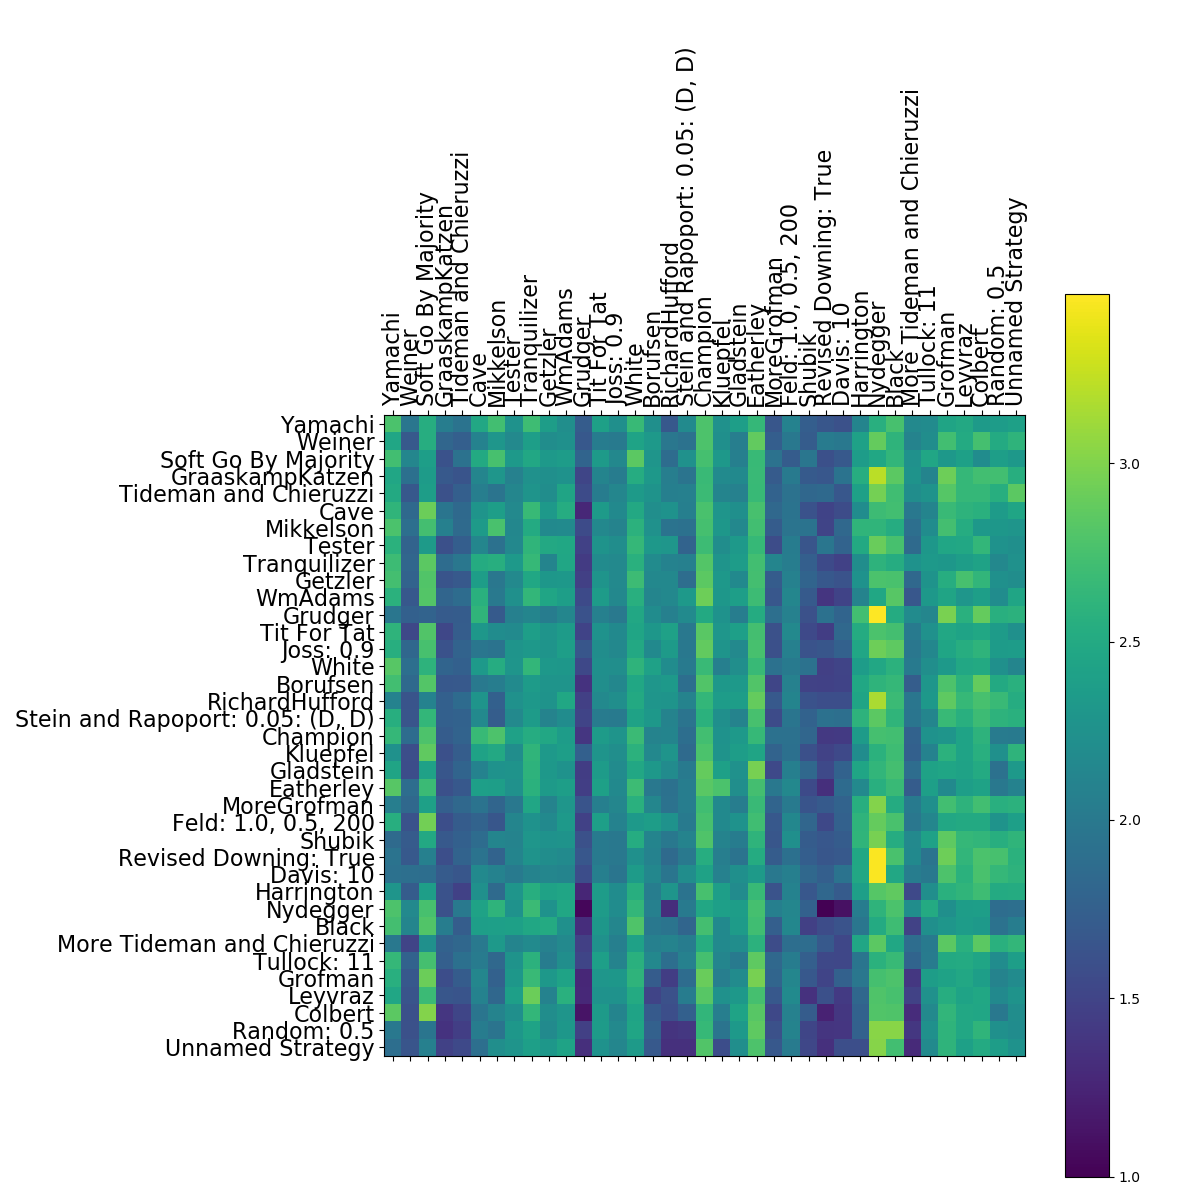 Yamachi
Weiner
Soft Go By Majority
GraaskampKatzen
Tideman and Chieruzzi
Cave
Mikkelson
Tester
Tranquilizer
Getzler
WmAdams
Grudger
Tit For Tat
Joss: 0.9
White
Borufsen
RichardHufford
Stein and Rapoport: 0.05: (D, D)
Champion
Kluepfel
Gladstein
Eatherley
MoreGrofman
Feld: 1.0, 0.5, 200
Shubik
Revised Downing: True
Davis: 10
Harrington
Nydegger
Black
More Tideman and Chieruzzi
Tullock: 11
Grofman
Leyvraz
Colbert
Random: 0.5
Unnamed Strategy
Yamachi
Weiner
Soft Go By Majority
GraaskampKatzen
Tideman and Chieruzzi
Cave
Mikkelson
Tester
Tranquilizer
Getzler
WmAdams
Grudger
Tit For Tat
Joss: 0.9
White
Borufsen
RichardHufford
Stein and Rapoport: 0.05: (D, D)
Champion
Kluepfel
Gladstein
Eatherley
MoreGrofman
Feld: 1.0, 0.5, 200
Shubik
Revised Downing: True
Davis: 10
Harrington
Nydegger
Black
More Tideman and Chieruzzi
Tullock: 11
Grofman
Leyvraz
Colbert
Random: 0.5
Unnamed Strategy
3.0
2.5
2.0
1.5
1.0